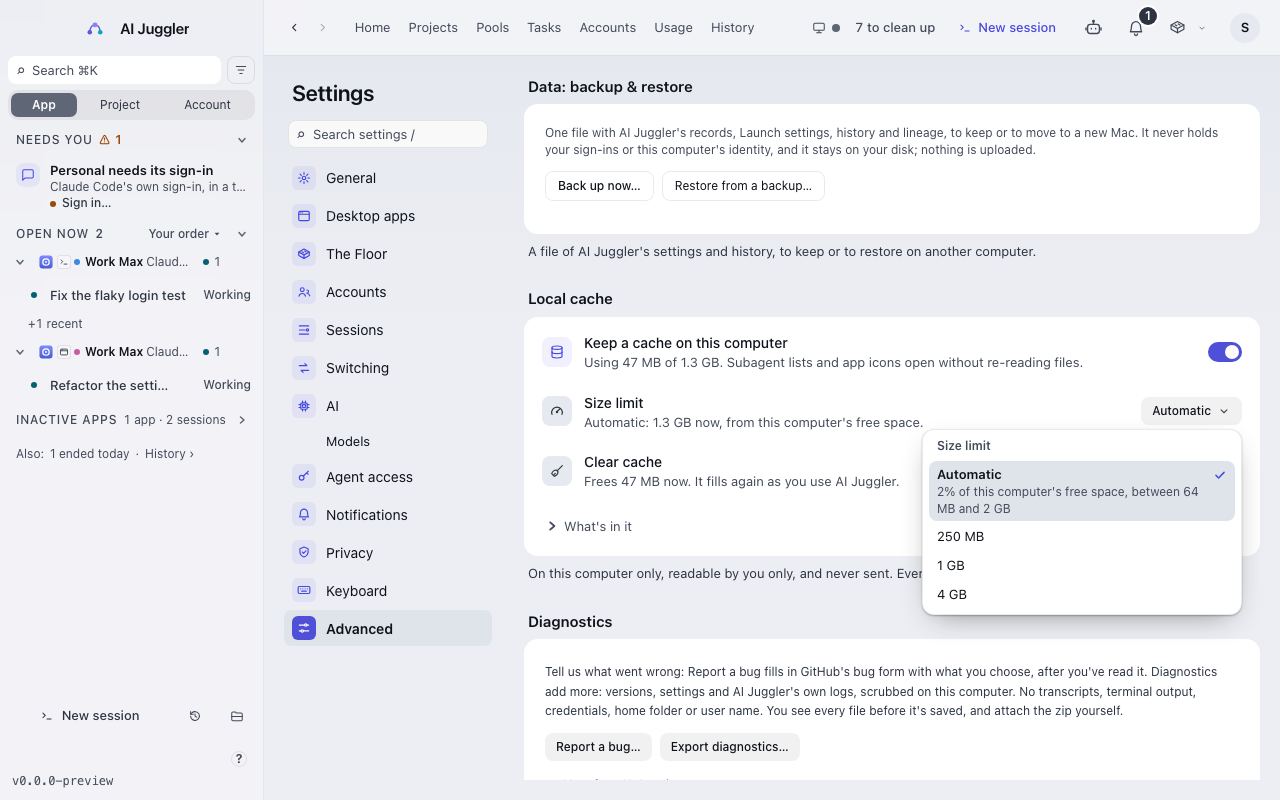 AI Juggler
Search ⌘K
App
Project
Account
NEEDS YOU
1
Personal needs its sign-in
Claude Code's own sign-in, in a t...
Sign in...
OPEN NOW 2
Your order
Work Max Claud...
1
Fix the flaky login test
Working
+1 recent
Work Max Claud...
1
Refactor the setti...
Working
INACTIVE APPS
1 app · 2 sessions
Also: 1 ended today · History ›
New session
?
v0.0.0-preview
Home
Projects
Pools
Tasks
Accounts
Usage
History
7 to clean up
New session
1
S
Settings
Search settings /
General
Desktop apps
The Floor
Accounts
Sessions
Switching
AI
Models
Agent access
Notifications
Privacy
Keyboard
Advanced
Data: backup & restore
One file with AI Juggler's records, Launch settings, history and lineage, to keep or to move to a new Mac. It never holds
your sign-ins or this computer's identity, and it stays on your disk; nothing is uploaded.
Back up now...
Restore from a backup...
A file of AI Juggler's settings and history, to keep or to restore on another computer.
Local cache
Keep a cache on this computer
Using 47 MB of 1.3 GB. Subagent lists and app icons open without re-reading files.
Size limit
Automatic: 1.3 GB now, from this computer's free space.
Automatic
Clear cache
Frees 47 MB now. It fills again as you use AI Juggler.
What's in it
On this computer only, readable by you only, and never sent.
Size limit
Automatic
2% of this computer's free space, between 64
MB and 2 GB
250 MB
1 GB
4 GB
Diagnostics
Tell us what went wrong: Report a bug fills in GitHub's bug form with what you choose, after you've read it. Diagnostics
add more: versions, settings and AI Juggler's own logs, scrubbed on this computer. No transcripts, terminal output,
credentials, home folder or user name. You see every file before it's saved, and attach the zip yourself.
Report a bug...
Export diagnostics...